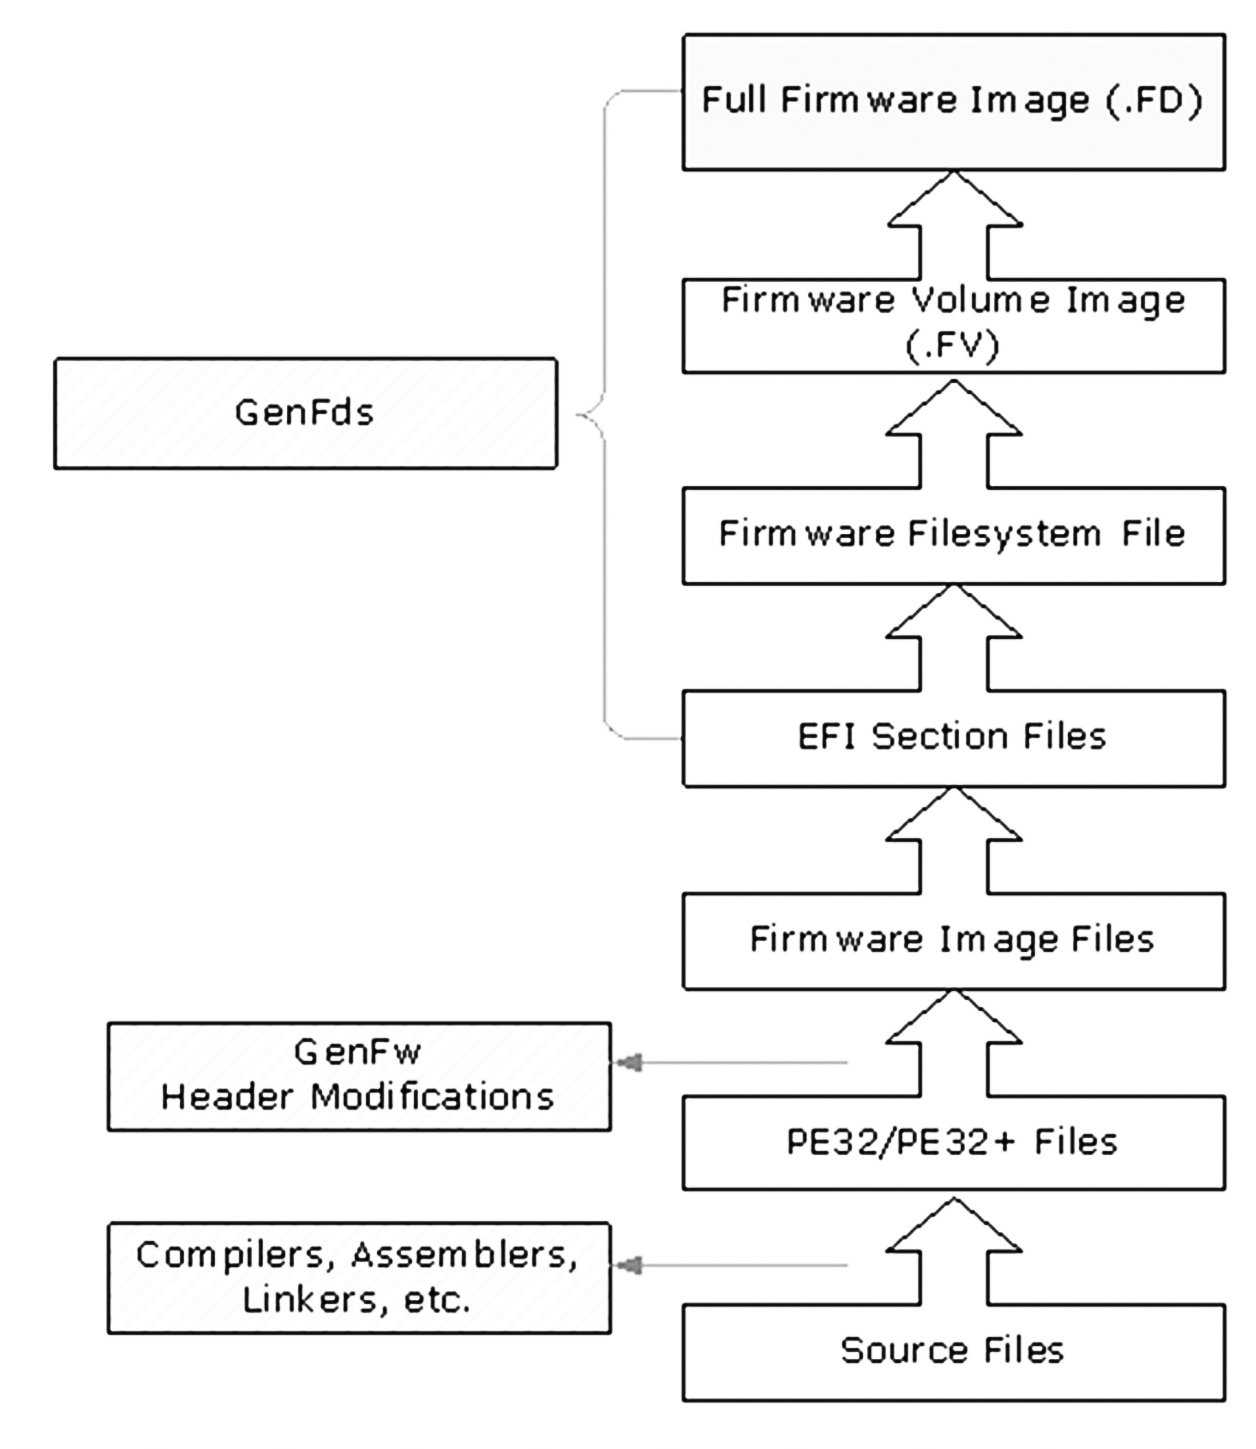 Full Firmware Image (.FD)
Firmware Volume Image
(.FV)
GenFds
Firmware Filesystem File
EFI Section Files
Firmware Image Files
GenFw
Header Modifications
PE32/PE32+ Files
Compilers, Assemblers,
Linkers, etc.
Source Files